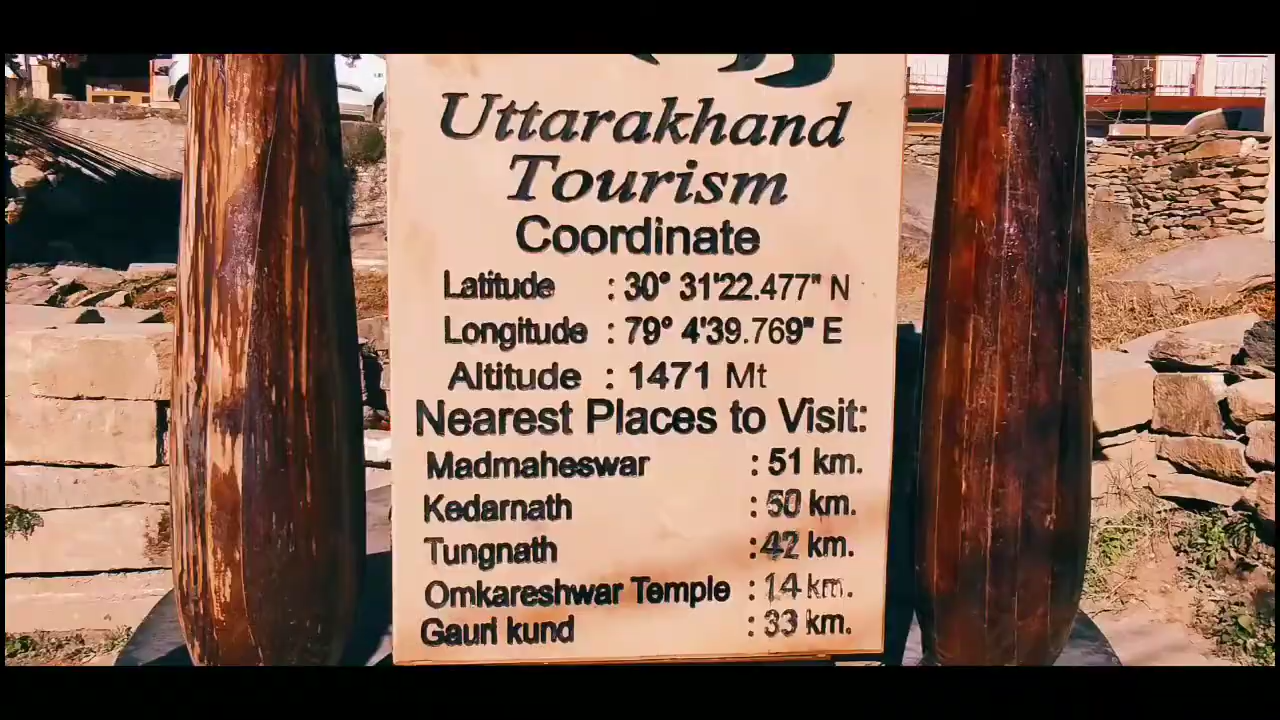 Uttarakhand
Tourism
Coordinate
Latitude : 30° 31'22.477" N
Longitude : 79° 4'39.769" E
Altitude : 1471 Mt
Nearest Places to Visit:
Madmaheswar : 51 km.
Kedarnath : 50 km.
Tungnath : 42 km.
Omkareshwar Temple : 14 km.
Gauri kund : 33 km.